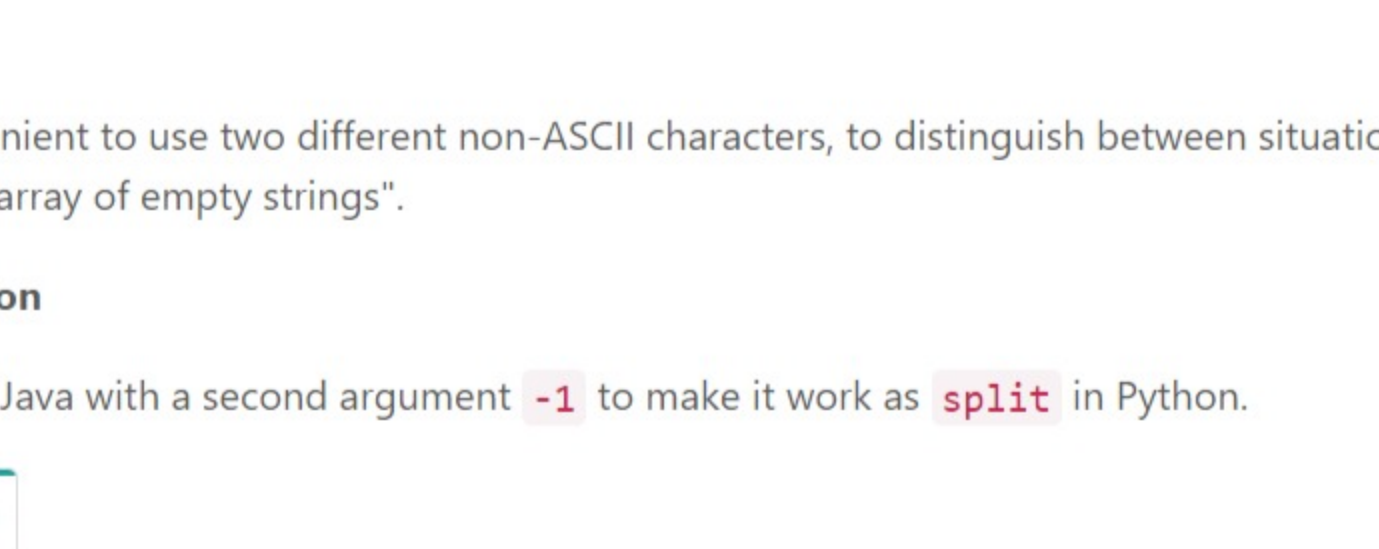 nient to use two different non-ASCII characters, to distinguish between situatio
array of empty strings".
on
Java with a second argument -1 to make it work as split in Python.